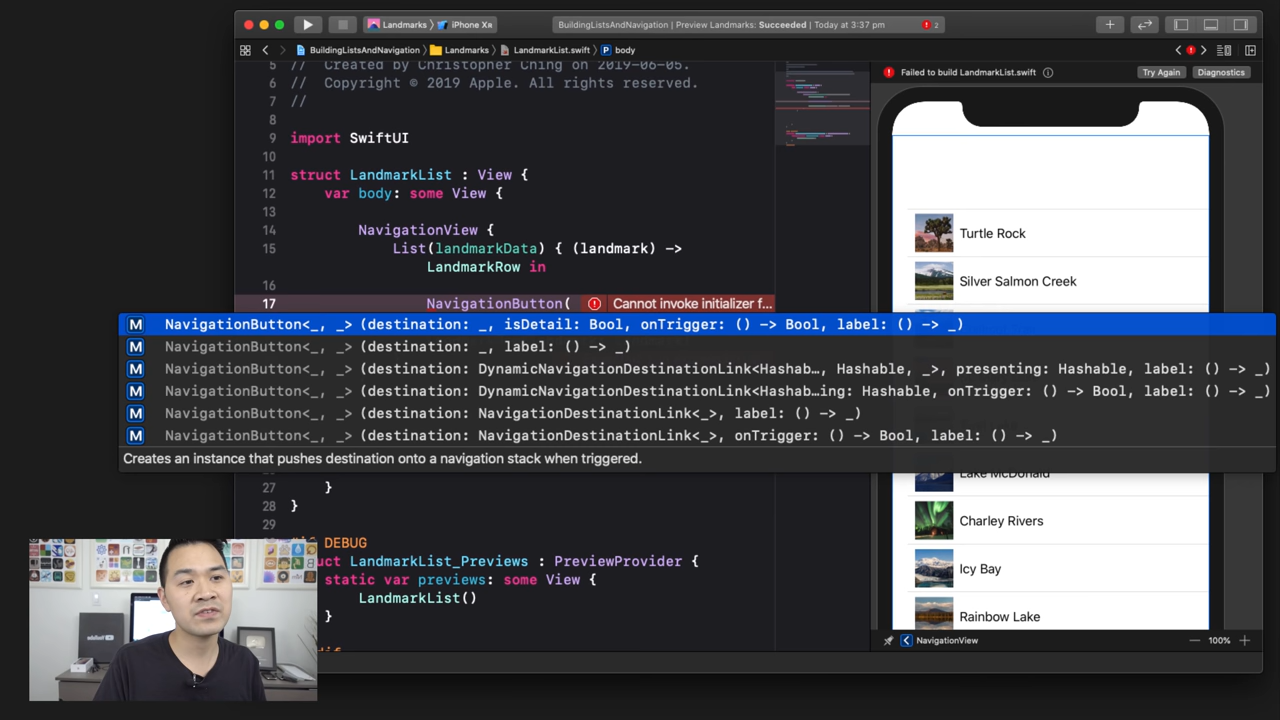 Landmarks
iPhone XR
BuildingListsAndNavigation | Preview Landmarks: Succeeded | Today at 3:37 pm
2
BuildingListsAndNavigation
Landmarks
LandmarkList.swift
P body
5 // Created by Christopher Ching on 2019-06-05.
6 // Copyright © 2019 Apple. All rights reserved.
7 //
8
9 import SwiftUI
10
11 struct LandmarkList : View {
12 var body: some View {
13
14 NavigationView {
15 List(landmarkData) { (landmark) ->
LandmarkRow in
16
17 NavigationButton( Cannot invoke initializer f...
M NavigationButton<_, _> (destination: _, isDetail: Bool, onTrigger: () -> Bool, label: () -> _)
M NavigationButton<_, _> (destination: _, label: () -> _)
M NavigationButton<_, _> (destination: DynamicNavigationDestinationLink<Hashab…, Hashable, _>, presenting: Hashable, label: () -> _)
M NavigationButton<_, _> (destination: DynamicNavigationDestinationLink<Hashab…ing: Hashable, onTrigger: () -> Bool, label: () -> _)
M NavigationButton<_, _> (destination: NavigationDestinationLink<_>, label: () -> _)
M NavigationButton<_, _> (destination: NavigationDestinationLink<_>, onTrigger: () -> Bool, label: () -> _)
Creates an instance that pushes destination onto a navigation stack when triggered.
27 }
28 }
29
DEBUG
uct LandmarkList_Previews : PreviewProvider {
static var previews: some View {
LandmarkList()
}
Failed to build LandmarkList.swift
Try Again
Diagnostics
Turtle Rock
Silver Salmon Creek
Lake McDonald
Charley Rivers
Icy Bay
Rainbow Lake
NavigationView
100%
YouTube